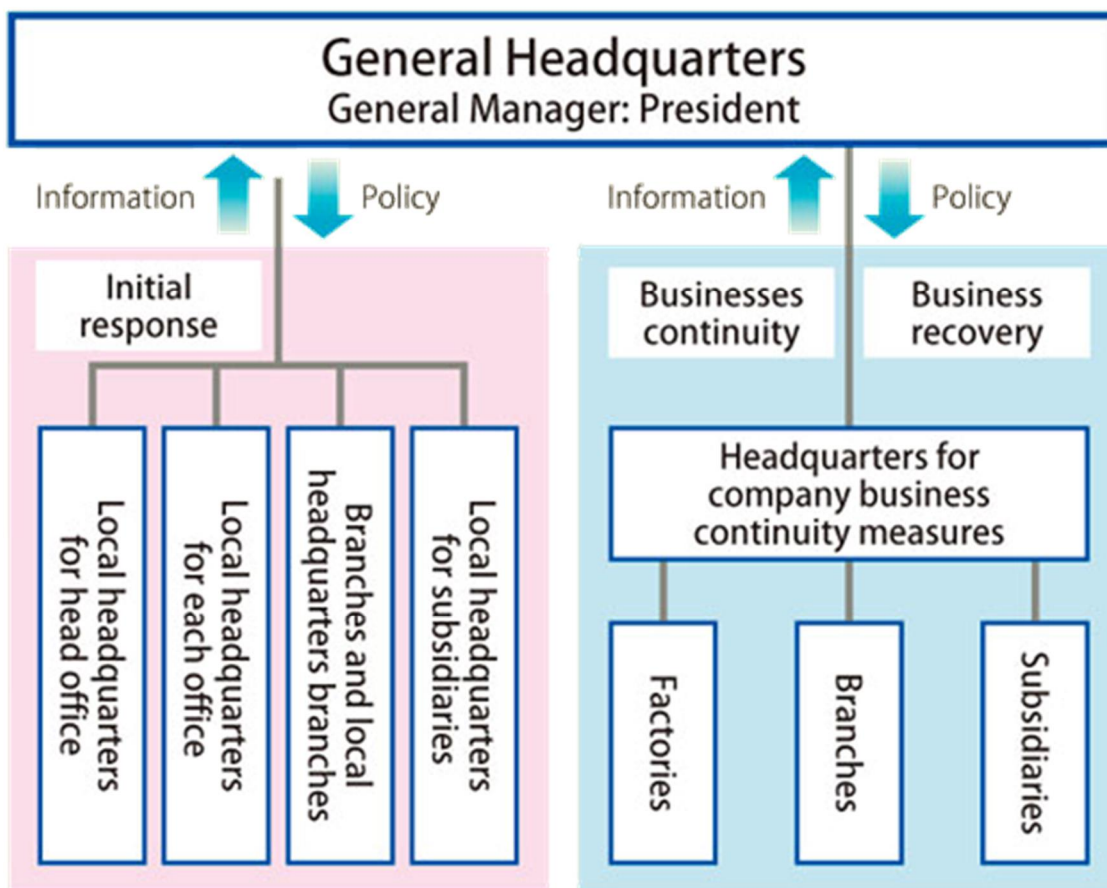 General Headquarters
General Manager: President
Information
Policy
Information
Policy
Initial
response
Local headquarters
for head office
Local headquarters
for each office
Branches and local
headquarters branches
Local headquarters
for subsidiaries
Businesses
continuity
Business
recovery
Headquarters for
company business
continuity measures
Factories
Branches
Subsidiaries